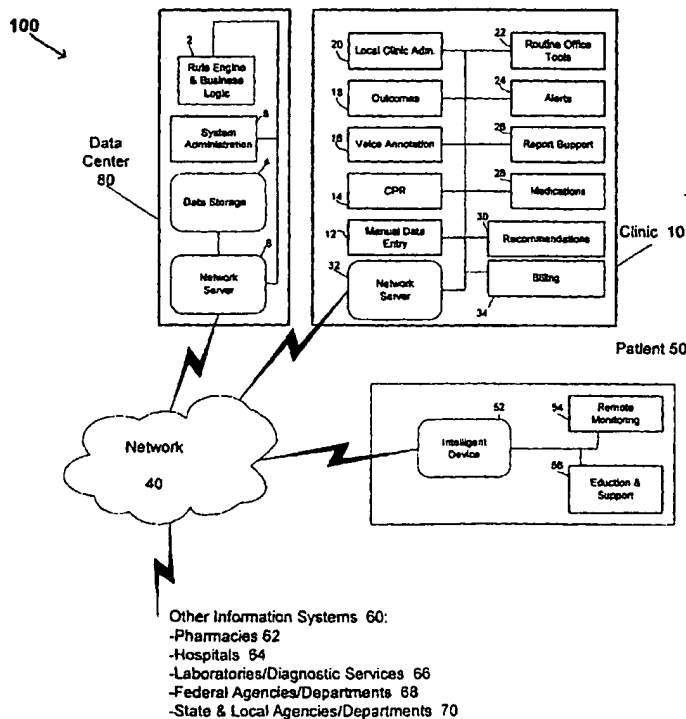 100
2
Rule Engine
& Business
Logic
System
Administration
Data
Center
80
Data Storage
Network
Server
20
Local Clinic Adm.
22
Routine Office
Tools
18
Outcomes
24
Alerts
16
Voice Annotation
26
Report Support
14
CPR
28
Medications
12
Manual Data
Entry
30
Recommendations
Clinic 10
32
Network
Server
Billing
34
Patient 50
52
Intelligent
Device
54
Remote
Monitoring
56
Eduction &
Support
Network
40
Other Information Systems 60:
-Pharmacies 62
-Hospitals 64
-Laboratories/Diagnostic Services 66
-Federal Agencies/Departments 68
-State & Local Agencies/Departments 70